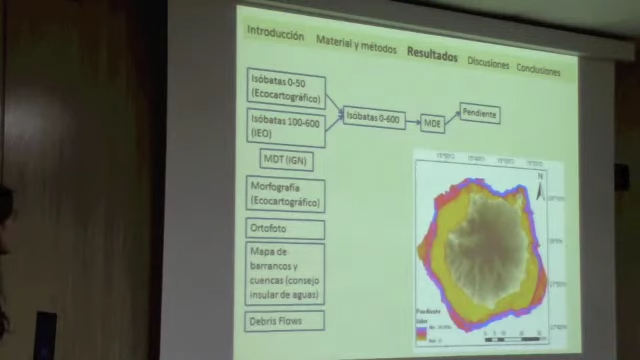 Introducción Material y métodos Resultados Discusiones Conclusiones
Isóbatas 0-50
(Ecocartográfico)
Isóbatas 100-600
(IEO)
Isóbatas 0-600
MDE
Pendiente
MDT (IGN)
Morfografía
(Ecocartográfico)
Ortofoto
Mapa de
barrancos y
cuencas (consejo
insular de aguas)
Debris Flows
N